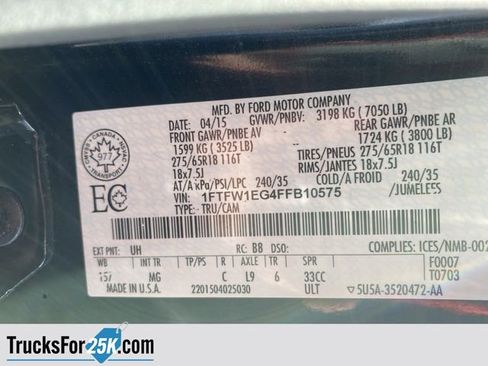 MFD. BY FORD MOTOR COMPANY
DATE: 04/15 GVWR/PNBV: 3198 KG ( 7050 LB)
FRONT GAWR/PNBE AV REAR GAWR/PNBE AR
1599 KG ( 3525 LB) 1724 KG ( 3800 LB)
275/65R18 116T TIRES/PNEUS 275/65R18 116T
18x7.5J RIMS/JANTES 18x7.5J
AT/A kPa/PSI/LPC 240/35 COLD/A FROID 240/35
VIN: 1FTFW1EG4FFB10575 /JUMELEES
TYPE: TRU/CAM
CANADA
977
EC
EXT PNT: UH RC: B8 DSO: COMPLIES: ICES/NMB-002
WB INT TR TP/PS R AXLE TR SPR F0007
157 MG C L9 6 33CC T0703
MADE IN U.S.A. 2201504025030 ULT 5U5A-3520472-AA
TrucksFor25K.com